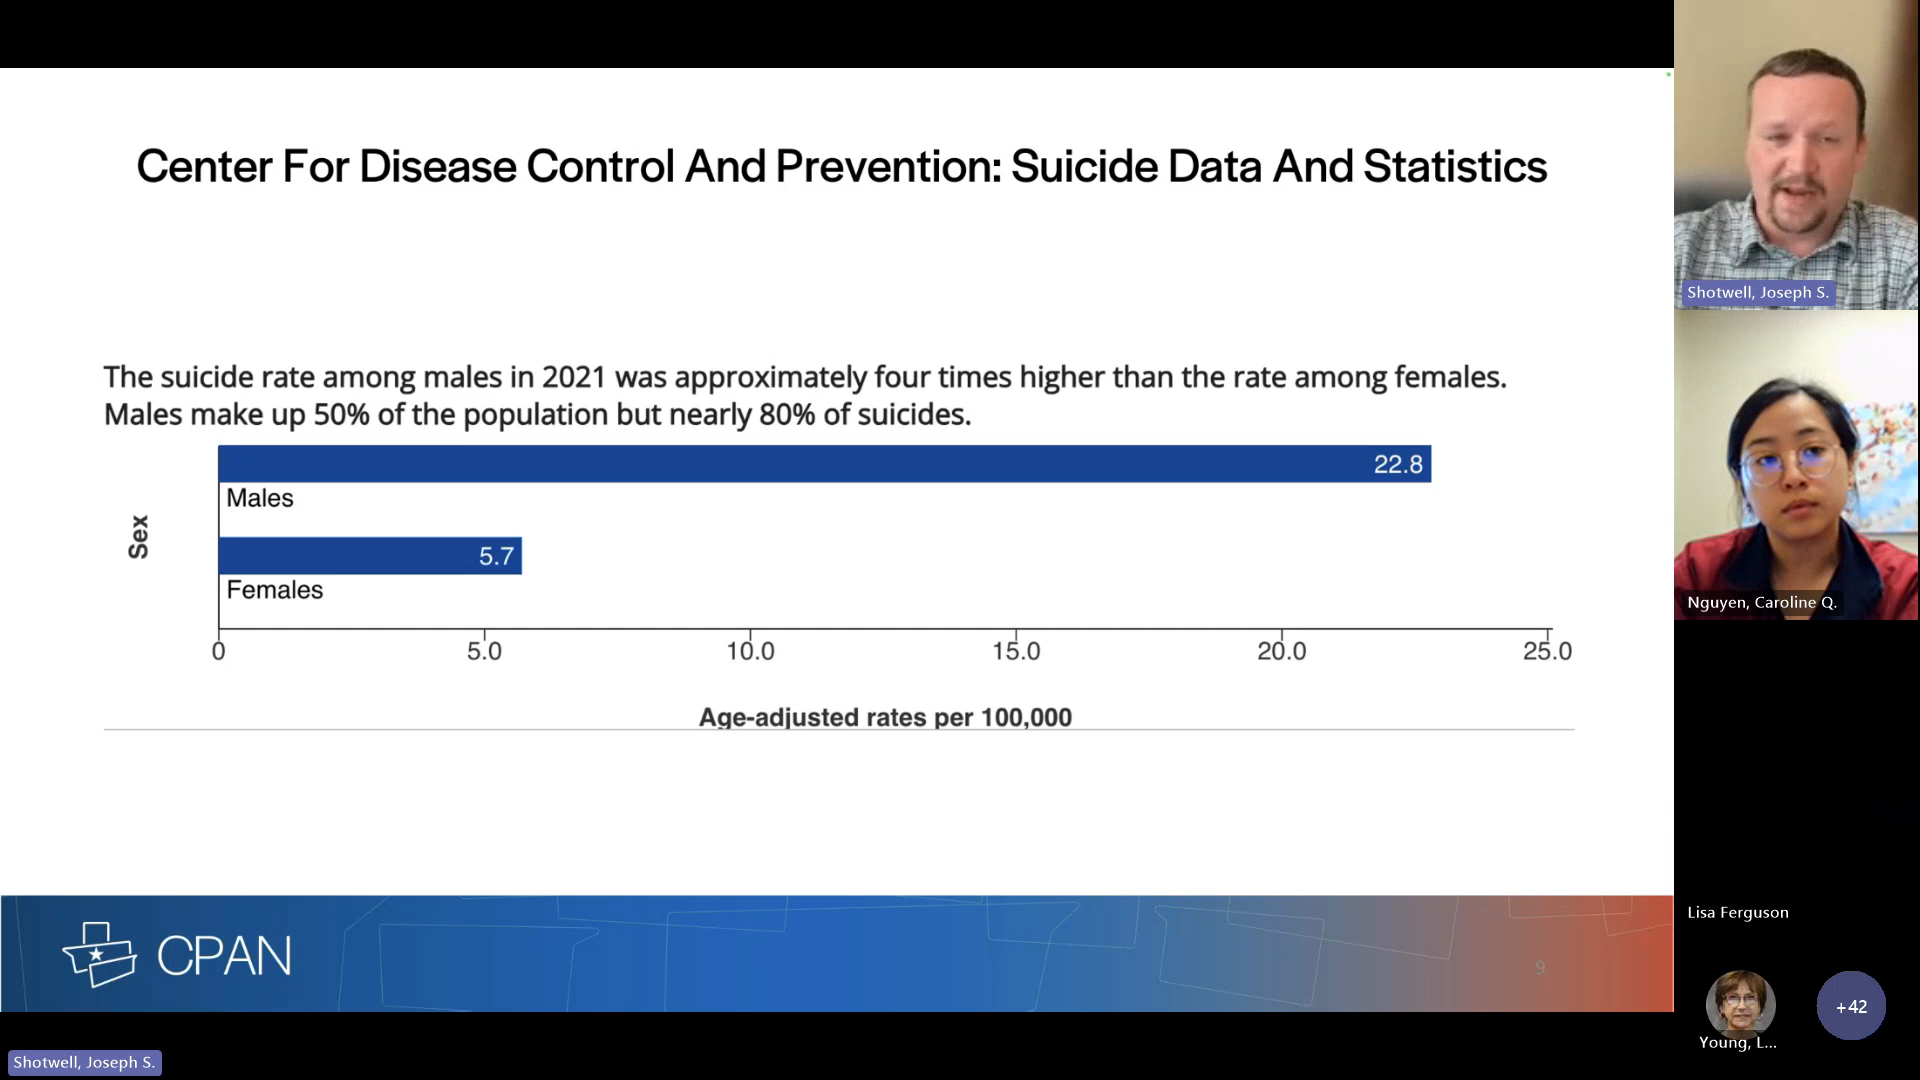 Center For Disease Control And Prevention: Suicide Data And Statistics
The suicide rate among males in 2021 was approximately four times higher than the rate among females.
Males make up 50% of the population but nearly 80% of suicides.
22.8
Males
Sex
5.7
Females
0 5.0 10.0 15.0 20.0 25.0
Age-adjusted rates per 100,000
CPAN
9
Shotwell, Joseph S.
Shotwell, Joseph S.
Nguyen, Caroline Q.
Lisa Ferguson
Young, L...
+42